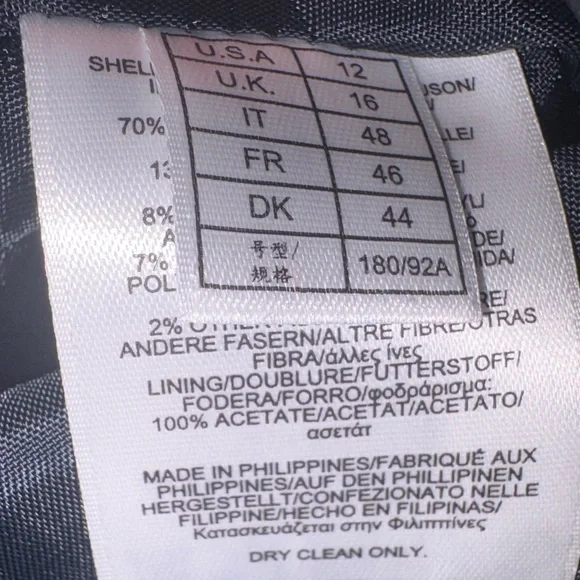 U.S.A 12
U.K. 16
IT 48
FR 46
DK 44
号型/
规格 180/92A
SHELL
70%
8%
7%
POL
2% OTHER
ANDERE FASERN/ALTRE FIBRE/OTRAS
FIBRA/άλλες ίνες
LINING/DOUBLURE/FUTTERSTOFF/
FODERA/FORRO/φοδράρισμα:
100% ACETATE/ACETAT/ACETATO/
ασετάτ
MADE IN PHILIPPINES/FABRIQUÉ AUX
PHILIPPINES/AUF DEN PHILLIPINEN
HERGESTELLT/CONFEZIONATO NELLE
FILIPPINE/HECHO EN FILIPINAS/
Κατασκευάζεται στην Φιλιππίνες
DRY CLEAN ONLY.